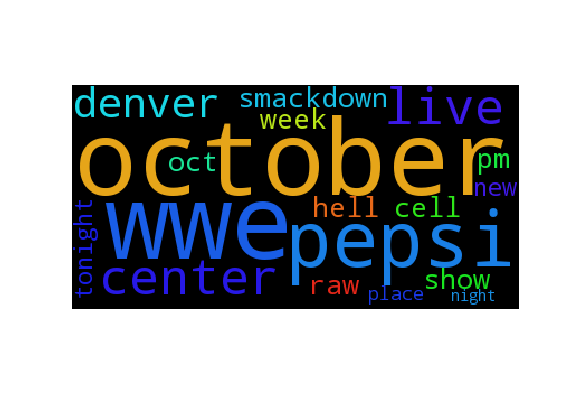 denver smackdown live
week
october
oct pm
new
wwe hell cell
pepsi
tonight
center raw show
place night